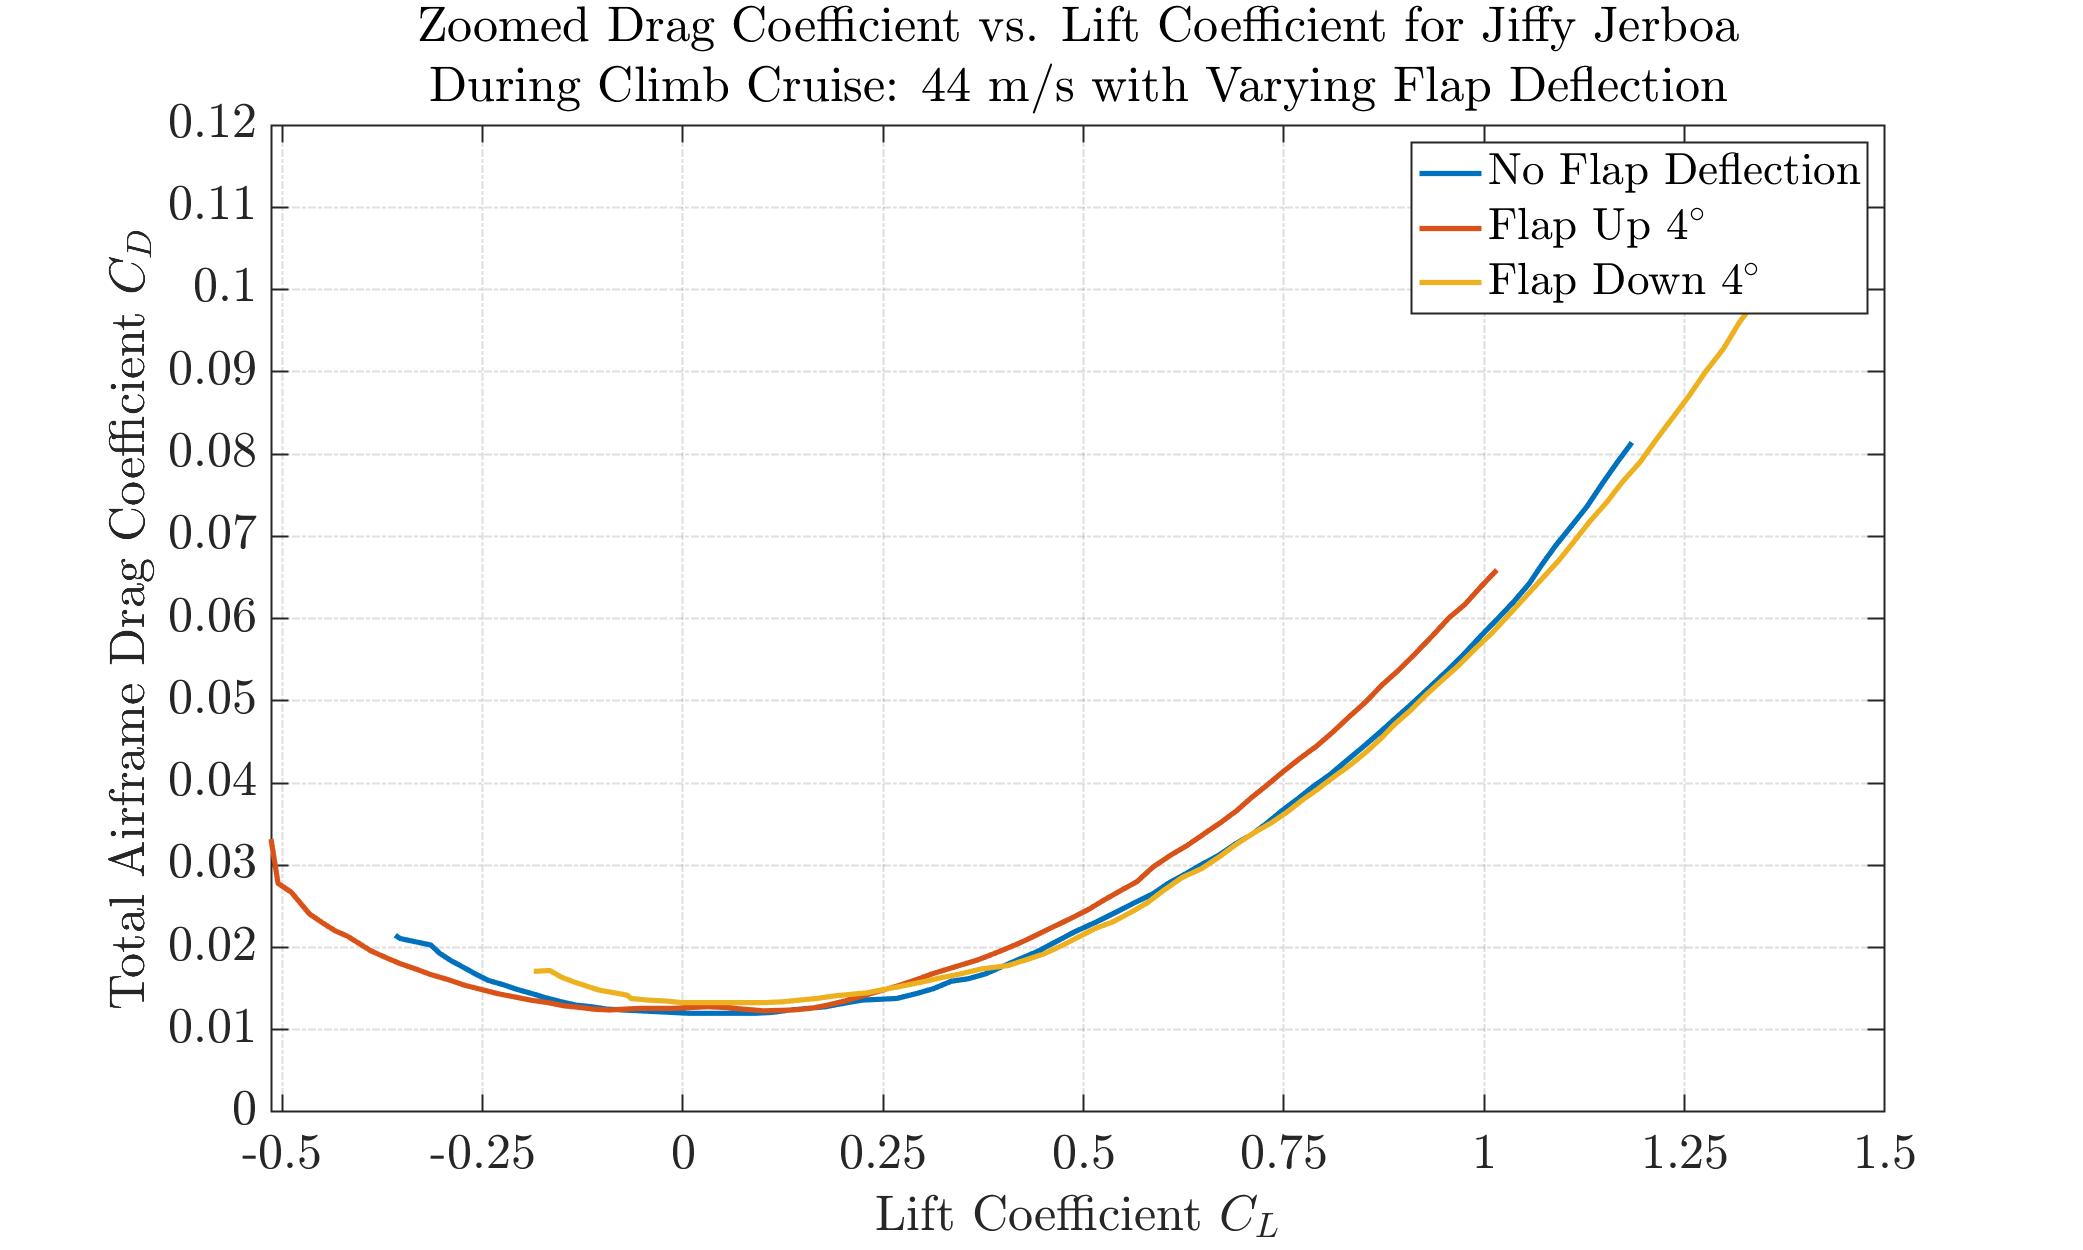 Zoomed Drag Coefficient vs. Lift Coefficient for Jiffy Jerboa
During Climb Cruise: 44 m/s with Varying Flap Deflection
No Flap Deflection
Flap Up 4°
Flap Down 4°
Total Airframe Drag Coefficient C_D
0.12
0.11
0.1
0.09
0.08
0.07
0.06
0.05
0.04
0.03
0.02
0.01
0
-0.5 -0.25 0 0.25 0.5 0.75 1 1.25 1.5
Lift Coefficient C_L